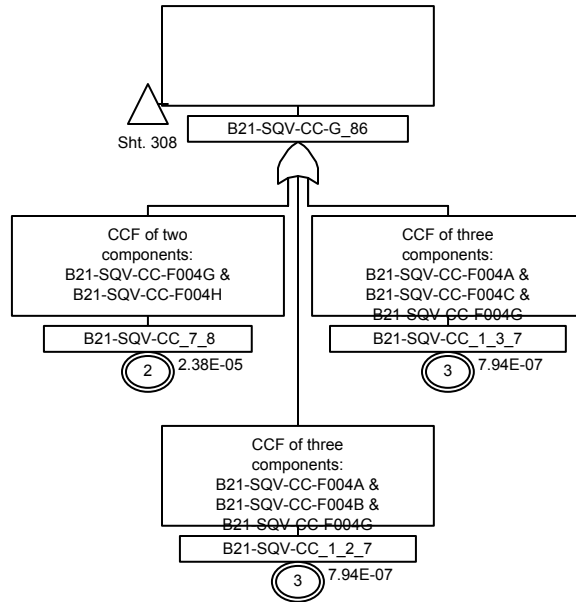 Sht. 308
B21-SQV-CC-G_86
CCF of two
components:
B21-SQV-CC-F004G &
B21-SQV-CC-F004H
B21-SQV-CC_7_8
2
2.38E-05
CCF of three
components:
B21-SQV-CC-F004A &
B21-SQV-CC-F004C &
B21-SQV-CC-F004G
B21-SQV-CC_1_3_7
3
7.94E-07
CCF of three
components:
B21-SQV-CC-F004A &
B21-SQV-CC-F004B &
B21-SQV-CC-F004G
B21-SQV-CC_1_2_7
3
7.94E-07